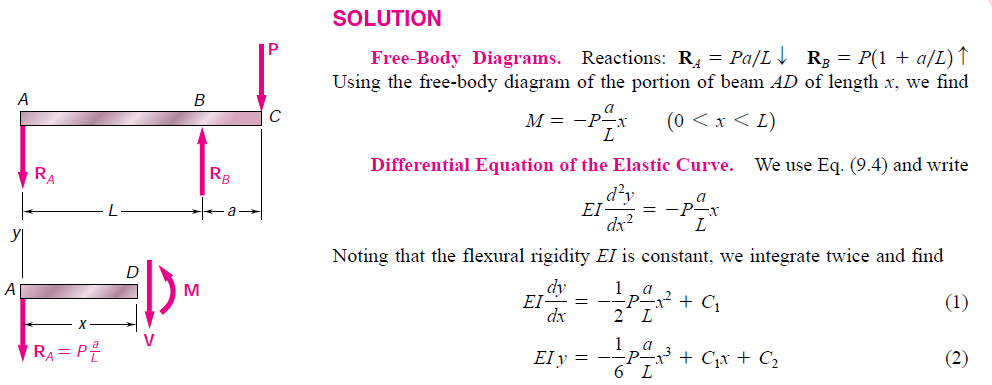 SOLUTION
Free-Body Diagrams. Reactions: R_A = Pa/L ↓ R_B = P(1 + a/L) ↑
Using the free-body diagram of the portion of beam AD of length x, we find
M = −P a/L x (0 < x < L)
Differential Equation of the Elastic Curve. We use Eq. (9.4) and write
EI d²y/dx² = −P a/L x
Noting that the flexural rigidity EI is constant, we integrate twice and find
EI dy/dx = −1/2 P a/L x² + C₁ (1)
EI y = −1/6 P a/L x³ + C₁x + C₂ (2)
P
A B
C
R_A R_B
L a
y
D
A M
x
V
R_A = P a/L